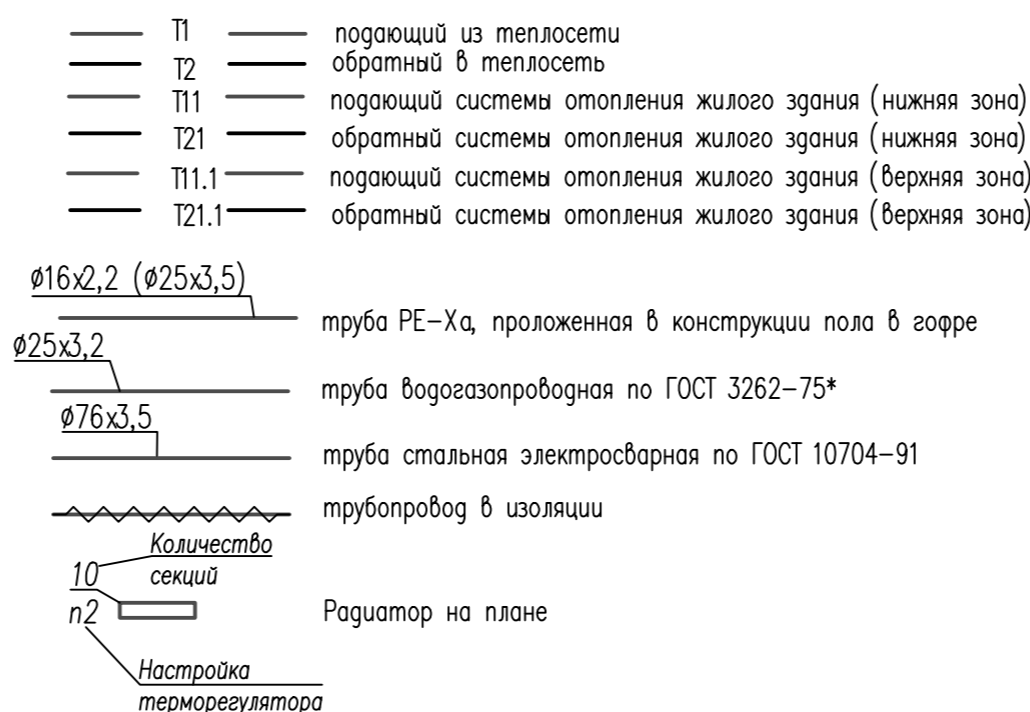 T1 подающий из теплосети
T2 обратный в теплосеть
T11 подающий системы отопления жилого здания (нижняя зона)
T21 обратный системы отопления жилого здания (нижняя зона)
T11.1 подающий системы отопления жилого здания (верхняя зона)
T21.1 обратный системы отопления жилого здания (верхняя зона)
ø16x2,2 (ø25x3,5)
труба PE-Xa, проложенная в конструкции пола в гофре
ø25x3,2
труба водогазопроводная по ГОСТ 3262-75*
ø76x3,5
труба стальная электросварная по ГОСТ 10704-91
трубопровод в изоляции
Количество
секций
10
n2
Радиатор на плане
Настройка
терморегулятора